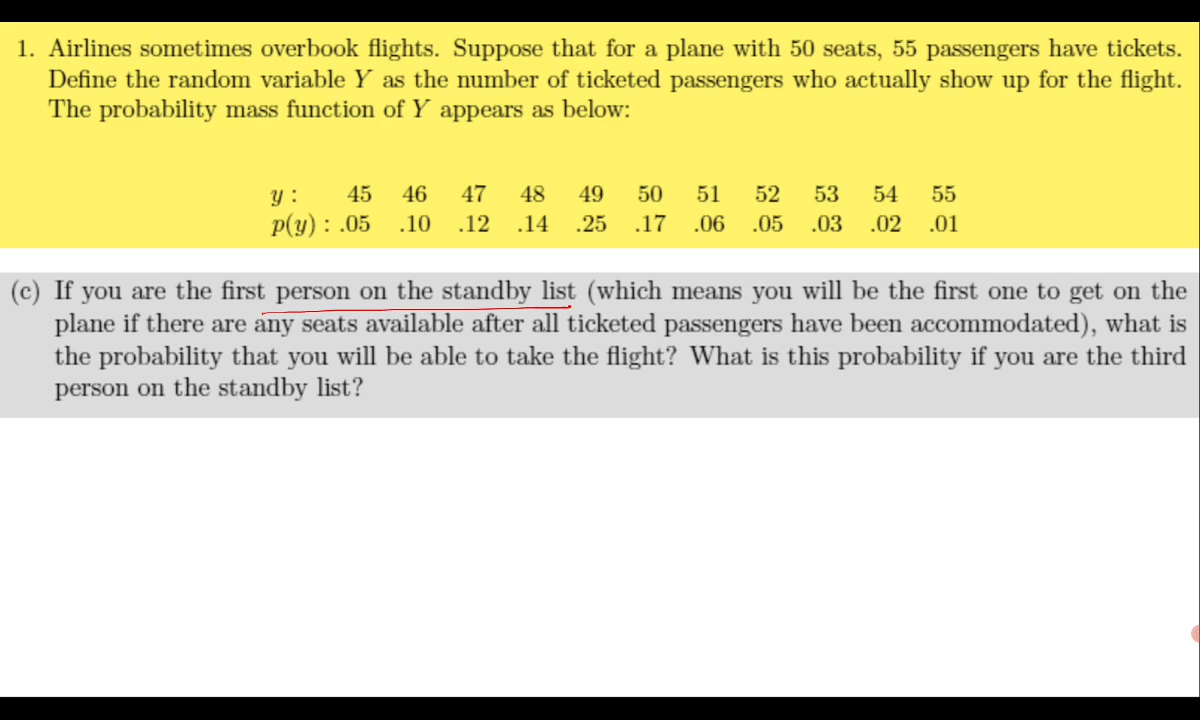 1. Airlines sometimes overbook flights. Suppose that for a plane with 50 seats, 55 passengers have tickets.
Define the random variable Y as the number of ticketed passengers who actually show up for the flight.
The probability mass function of Y appears as below:
y : 45 46 47 48 49 50 51 52 53 54 55
p(y) : .05 .10 .12 .14 .25 .17 .06 .05 .03 .02 .01
(c) If you are the first person on the standby list (which means you will be the first one to get on the
plane if there are any seats available after all ticketed passengers have been accommodated), what is
the probability that you will be able to take the flight? What is this probability if you are the third
person on the standby list?